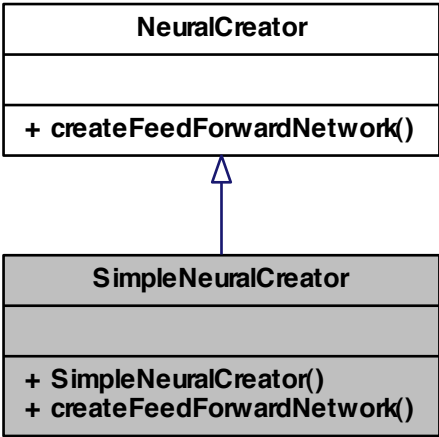 NeuralCreator
+ createFeedForwardNetwork()
SimpleNeuralCreator
+ SimpleNeuralCreator()
+ createFeedForwardNetwork()